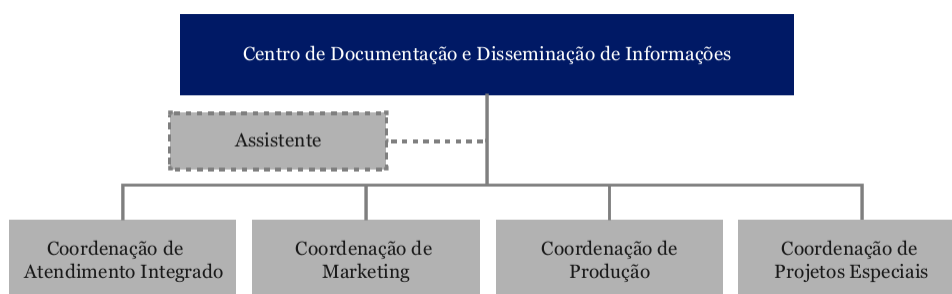 Centro de Documentação e Disseminação de Informações
Assistente
Coordenação de
Atendimento Integrado
Coordenação de
Marketing
Coordenação de
Produção
Coordenação de
Projetos Especiais